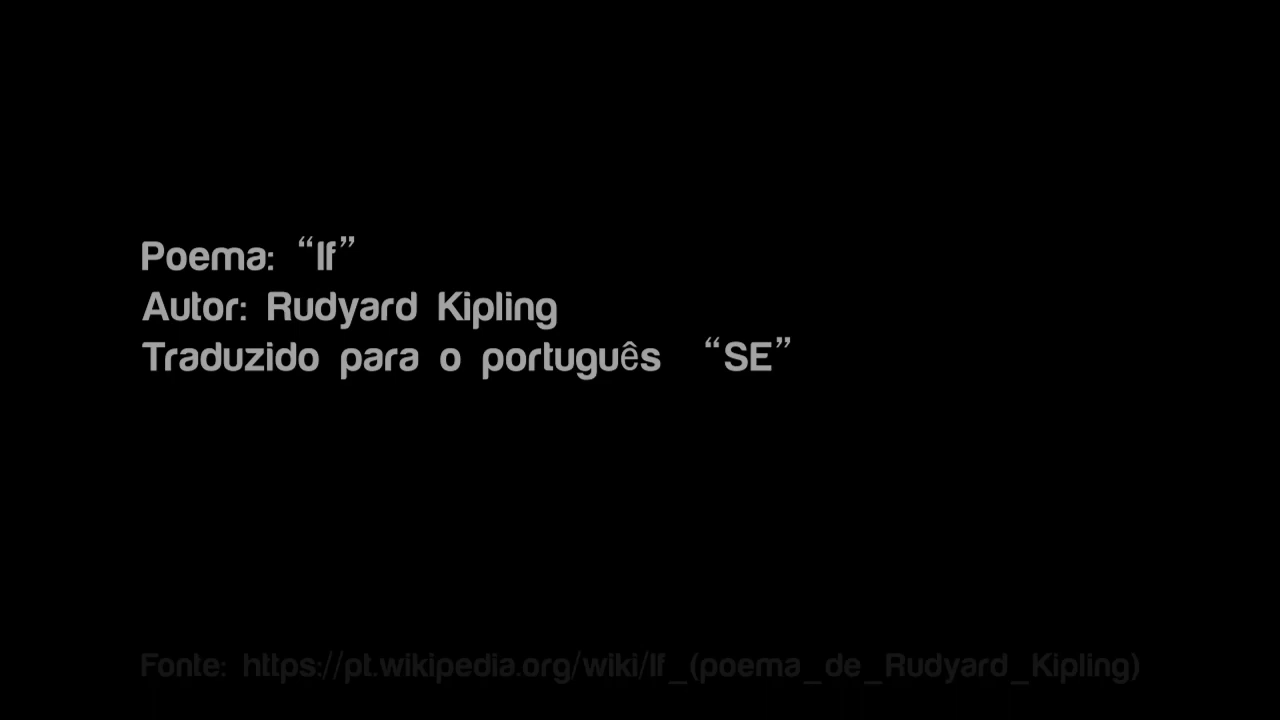 Poema: “If”
Autor: Rudyard Kipling
Traduzido para o português “SE”
Fonte: https://pt.wikipedia.org/wiki/If_(poema_de_Rudyard_Kipling)